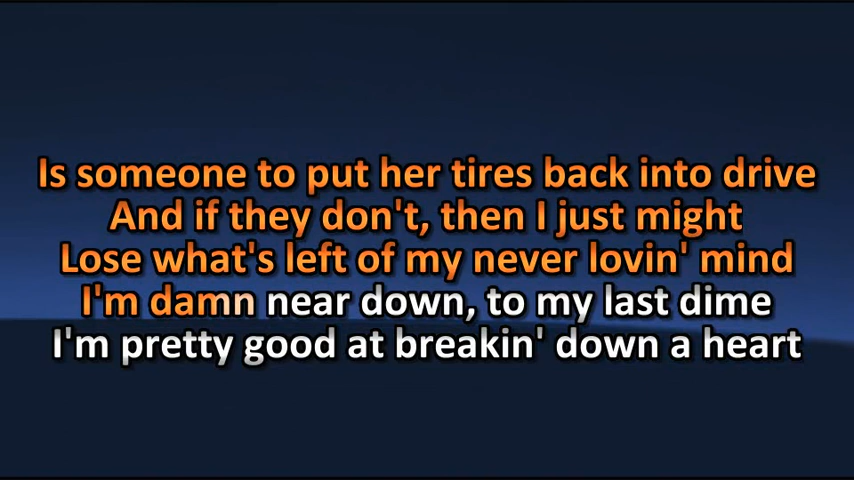 Is someone to put her tires back into drive
And if they don't, then I just might
Lose what's left of my never lovin' mind
I'm damn near down, to my last dime
I'm pretty good at breakin' down a heart